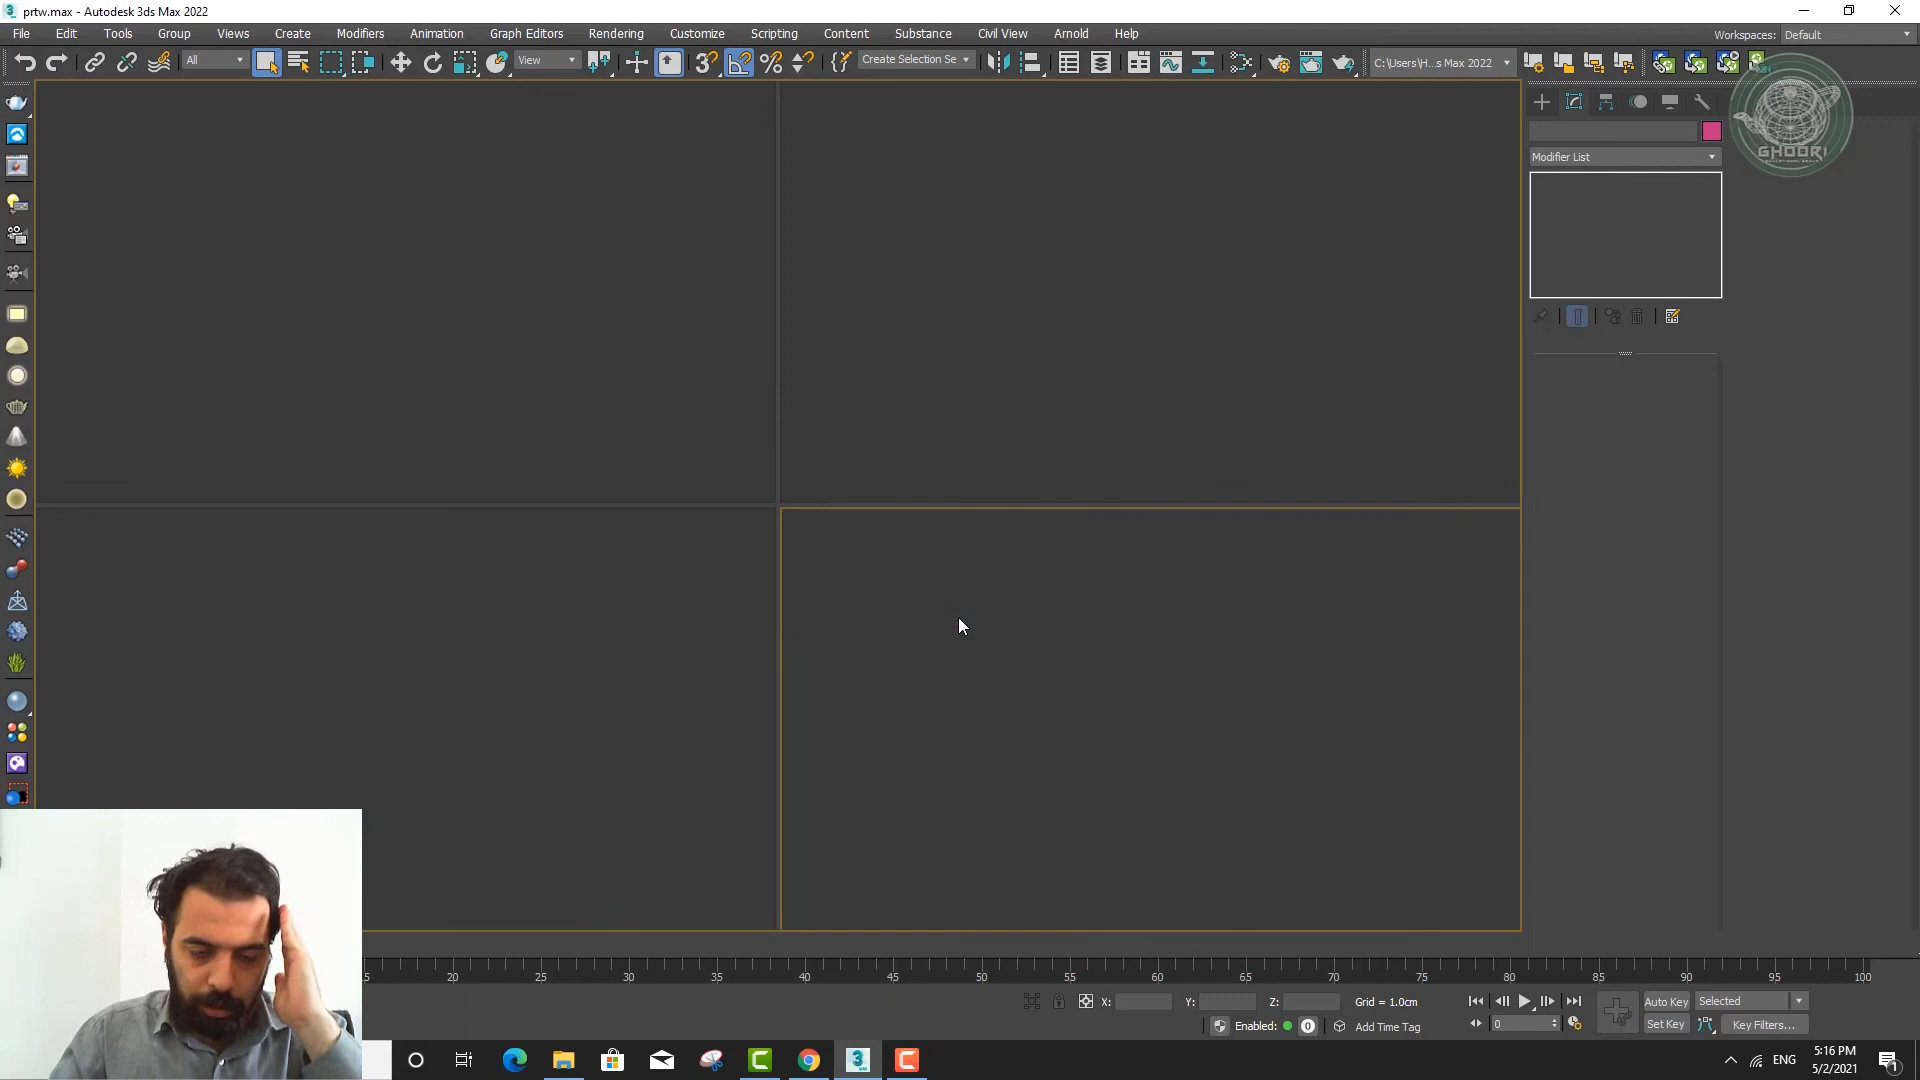 prtw.max - Autodesk 3ds Max 2022
File Edit Tools Group Views Create Modifiers Animation Graph Editors Rendering Customize Scripting Content Substance Civil View Arnold Help
Workspaces: Default
All
View
Create Selection Se
C:\Users\H...s Max 2022
GHOORI
Modifier List
20 25 30 35 40 45 50 55 60 65 70 75 80 85 90 95 100
X: Y: Z: Grid = 1.0cm
Auto Key Selected
Enabled: 0 Add Time Tag
0
Set Key Key Filters...
ENG
5:16 PM
5/2/2021